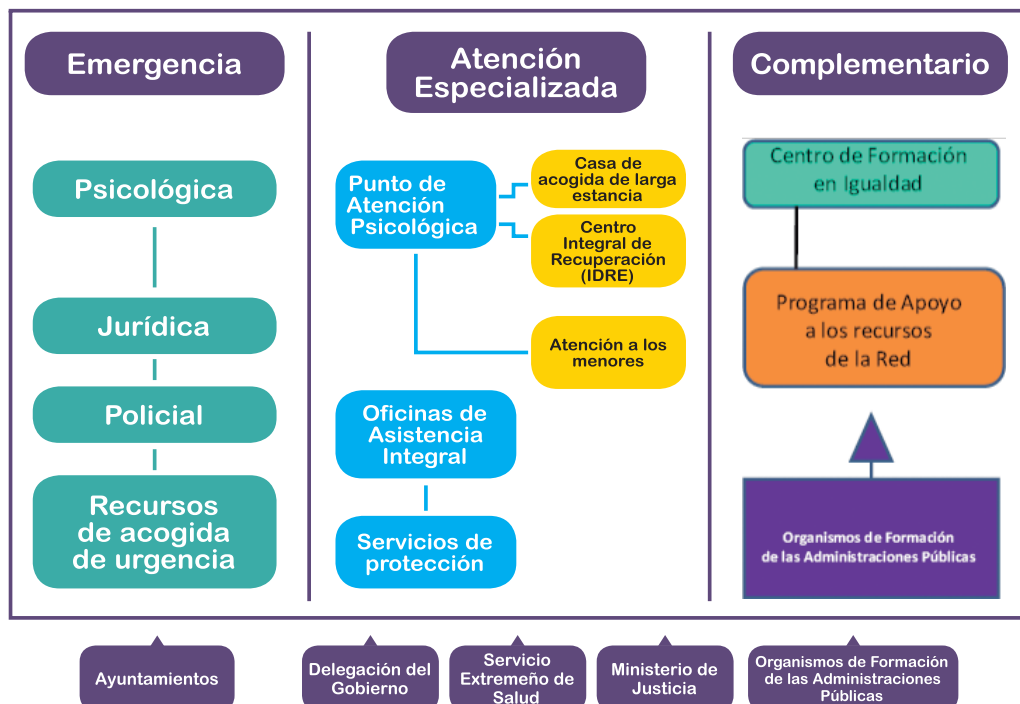 Emergencia
Psicológica
Jurídica
Policial
Recursos
de acogida
de urgencia
Atención
Especializada
Punto de
Atención
Psicológica
Casa de
acogida de larga
estancia
Centro
Integral de
Recuperación
(IDRE)
Atención a los
menores
Oficinas de
Asistencia
Integral
Servicios de
protección
Complementario
Centro de Formación
en Igualdad
Programa de Apoyo
a los recursos
de la Red
Organismos de Formación
de las Administraciones Públicas
Ayuntamientos
Delegación del
Gobierno
Servicio
Extremeño de
Salud
Ministerio de
Justicia
Organismos de Formación
de las Administraciones
Públicas